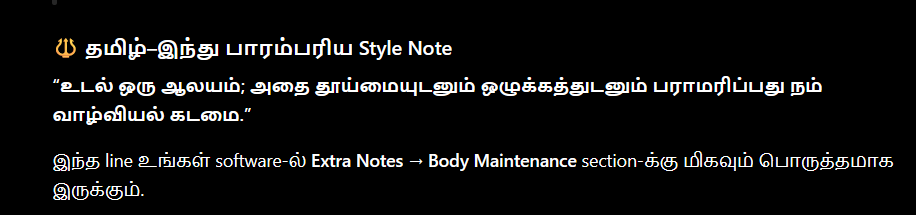 🔱 தமிழ்–இந்து பாரம்பரிய Style Note
“உடல் ஒரு ஆலயம்; அதை தூய்மையுடனும் ஒழுக்கத்துடனும் பராமரிப்பது நம்
வாழ்வியல் கடமை.”
இந்த line உங்கள் software-ல் Extra Notes → Body Maintenance section-க்கு மிகவும் பொருத்தமாக
இருக்கும்.